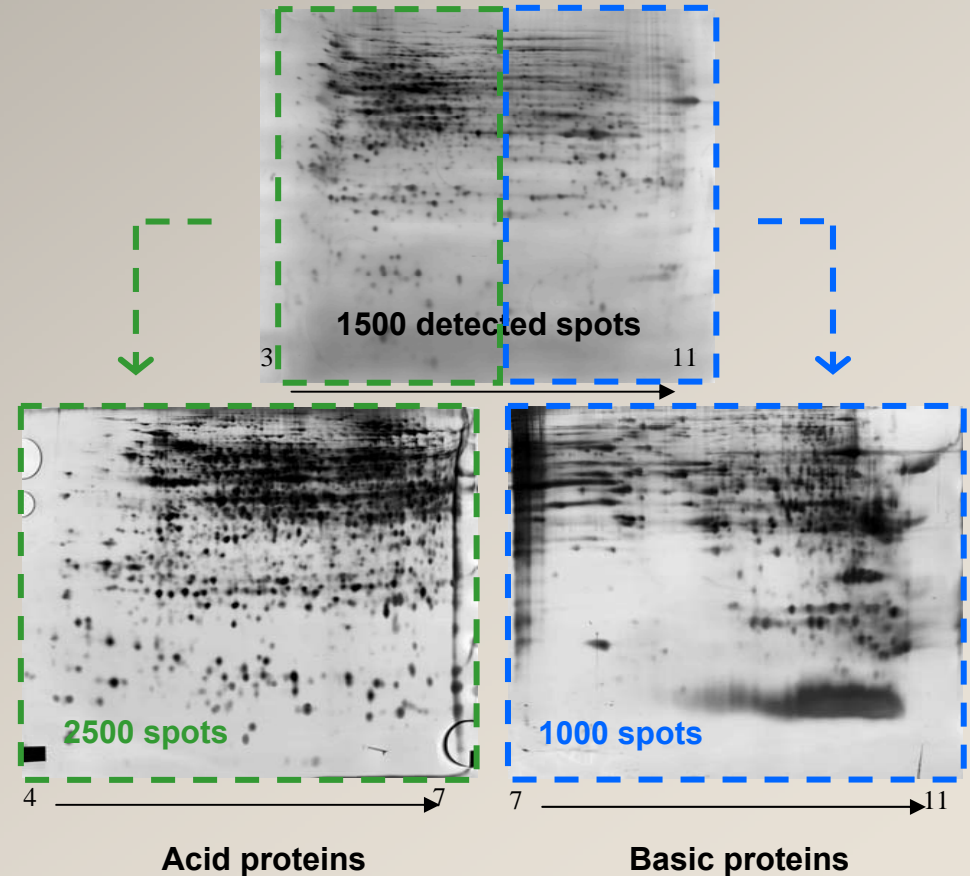 1500 detected spots
3 11
2500 spots
1000 spots
4 7
7 11
Acid proteins
Basic proteins